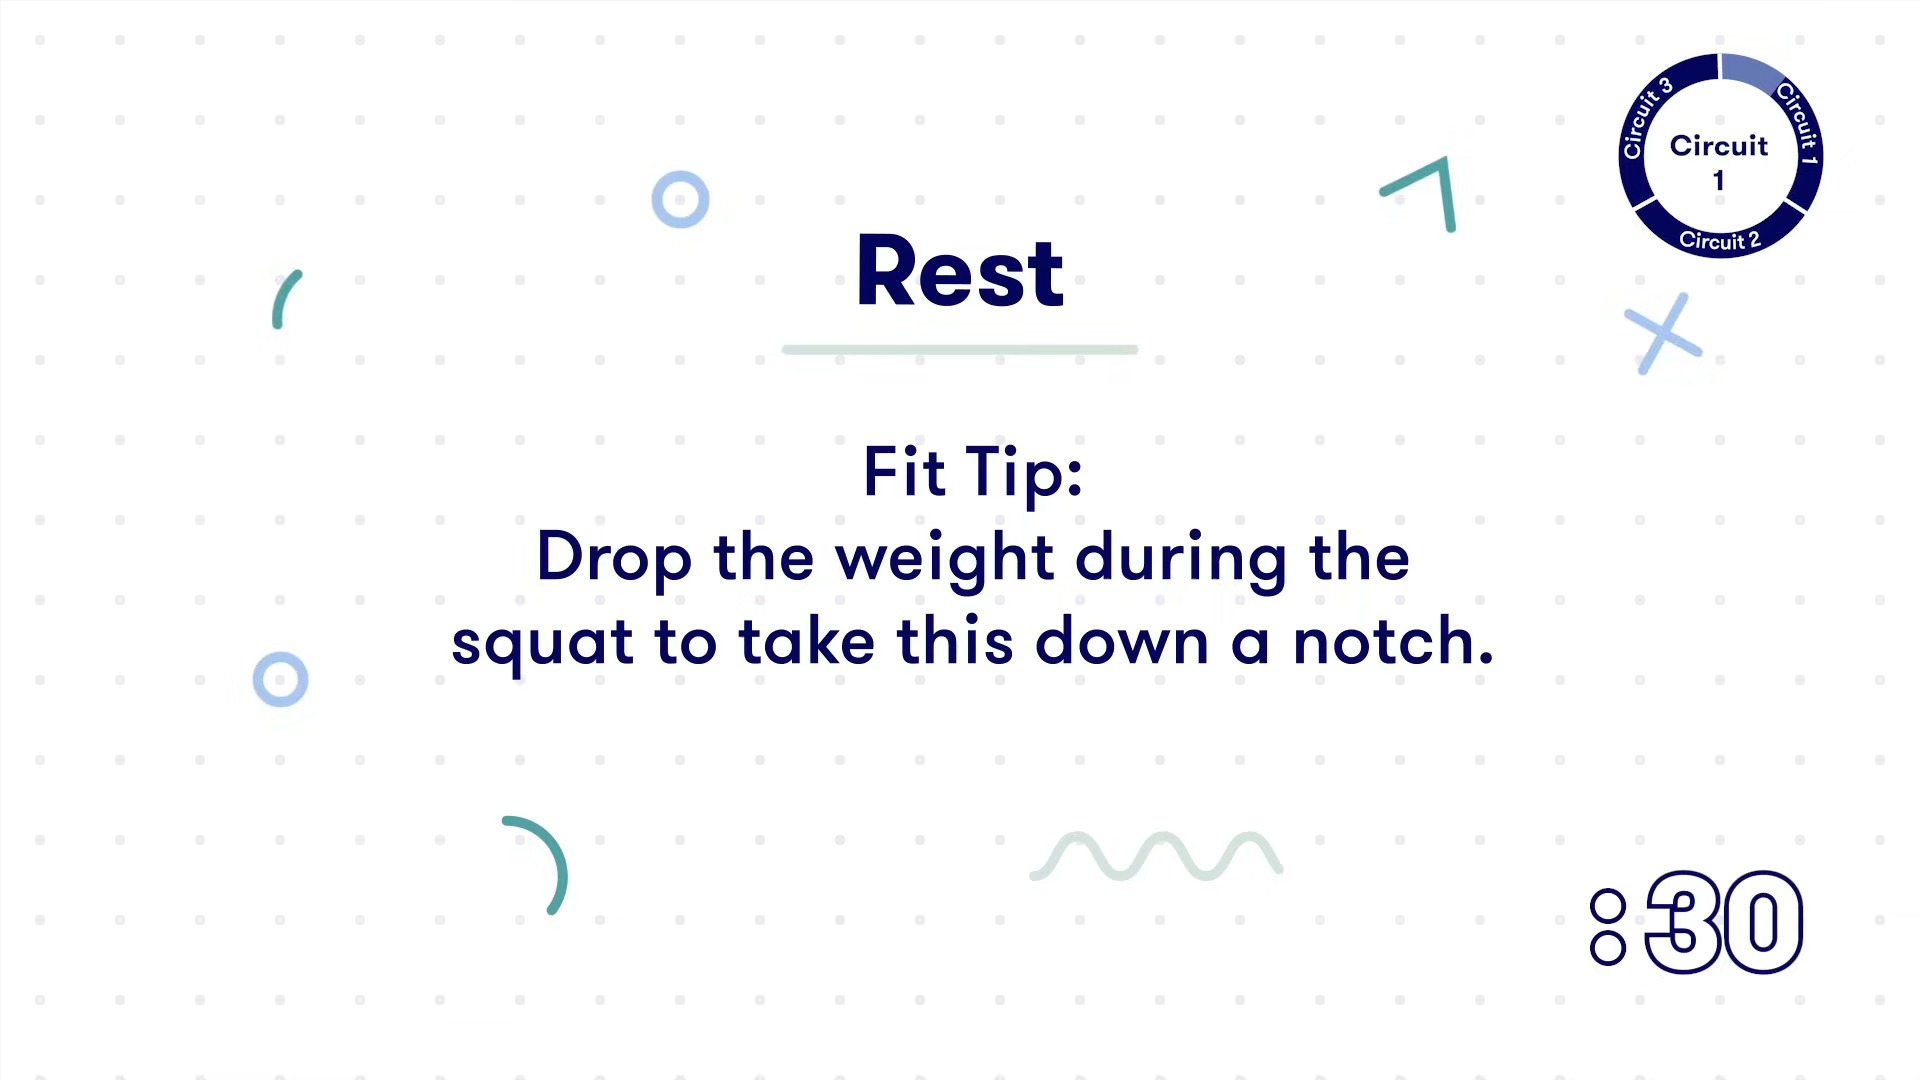 Circuit 3
Circuit 1
Circuit
1
Circuit 2
Rest
Fit Tip:
Drop the weight during the
squat to take this down a notch.
:30